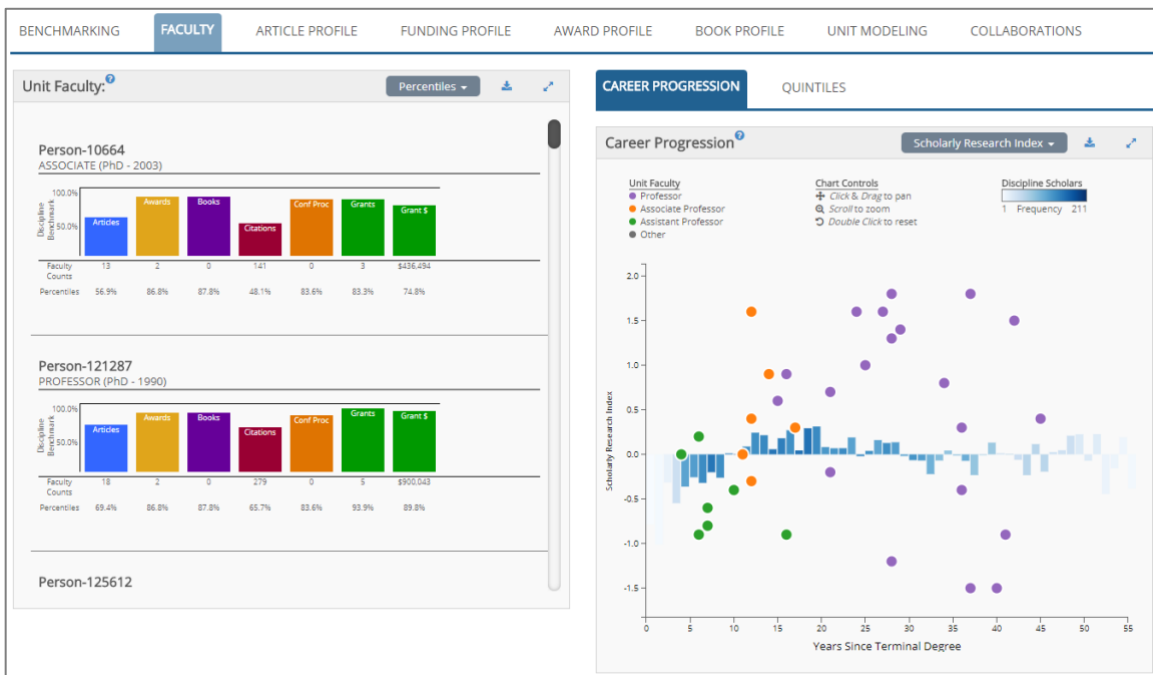 BENCHMARKING FACULTY ARTICLE PROFILE FUNDING PROFILE AWARD PROFILE BOOK PROFILE UNIT MODELING COLLABORATIONS
Unit Faculty:? Percentiles
Person-10664
ASSOCIATE (PhD - 2003)
Discipline Benchmark
100.0%
50.0%
Articles Awards Books Citations Conf Proc Grants Grant $
Faculty Counts 13 2 0 141 0 3 $436,494
Percentiles 56.9% 86.8% 87.8% 48.1% 83.6% 83.3% 74.8%
Person-121287
PROFESSOR (PhD - 1990)
Discipline Benchmark
100.0%
50.0%
Articles Awards Books Citations Conf Proc Grants Grant $
Faculty Counts 18 2 0 279 0 5 $900,043
Percentiles 69.4% 86.8% 87.8% 65.7% 83.6% 93.9% 89.8%
Person-125612
CAREER PROGRESSION QUINTILES
Career Progression? Scholarly Research Index
Unit Faculty
Professor
Associate Professor
Assistant Professor
Other
Chart Controls
Click & Drag to pan
Scroll to zoom
Double Click to reset
Discipline Scholars
1 Frequency 211
Scholarly Research Index
2.0
1.5
1.0
0.5
0.0
-0.5
-1.0
-1.5
0 5 10 15 20 25 30 35 40 45 50 55
Years Since Terminal Degree